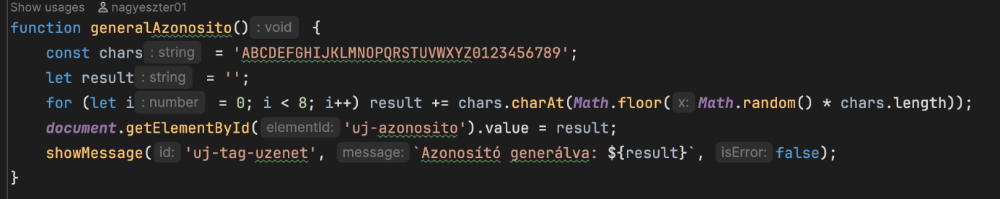 Show usages nagyeszter01
function generalAzonosito() : void {
const chars : string = 'ABCDEFGHIJKLMNOPQRSTUVWXYZ0123456789';
let result : string = '';
for (let i : number = 0; i < 8; i++) result += chars.charAt(Math.floor( x: Math.random() * chars.length));
document.getElementById( elementId: 'uj-azonosito').value = result;
showMessage( id: 'uj-tag-uzenet', message: `Azonosító generálva: ${result}`, isError: false);
}